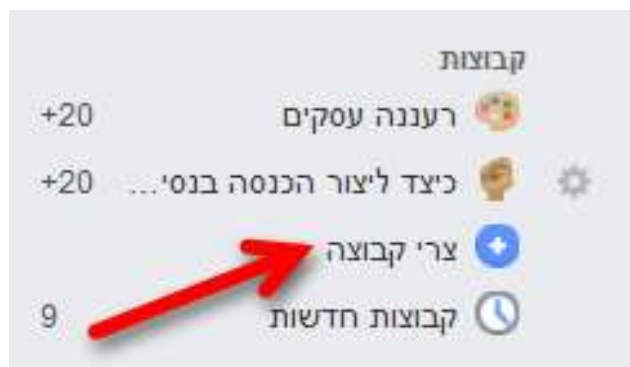 קבוצות
רעננה עסקים +20
כיצד ליצור הכנסה בנסי... +20
צרי קבוצה
קבוצות חדשות 9